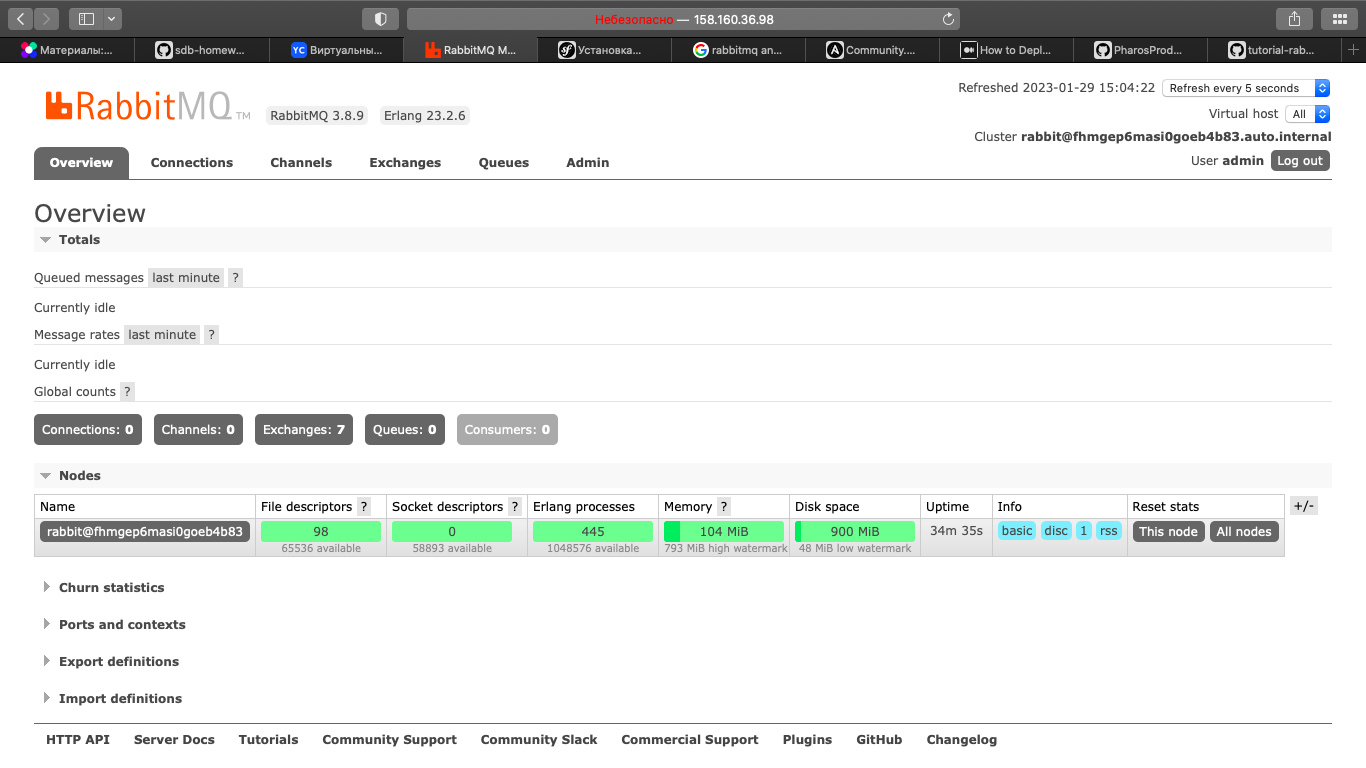 Небезопасно — 158.160.36.98
Материалы:... sdb-homew... Виртуальны... RabbitMQ M... Установка... rabbitmq an... Community.... How to Depl... PharosProd... tutorial-rab...
RabbitMQ TM RabbitMQ 3.8.9 Erlang 23.2.6
Refreshed 2023-01-29 15:04:22 Refresh every 5 seconds
Virtual host All
Cluster rabbit@fhmgep6masi0goeb4b83.auto.internal
User admin Log out
Overview Connections Channels Exchanges Queues Admin
Overview
Totals
Queued messages last minute ?
Currently idle
Message rates last minute ?
Currently idle
Global counts ?
Connections: 0 Channels: 0 Exchanges: 7 Queues: 0 Consumers: 0
Nodes
Name File descriptors ? Socket descriptors ? Erlang processes Memory ? Disk space Uptime Info Reset stats +/-
rabbit@fhmgep6masi0goeb4b83 98 0 445 104 MiB 900 MiB 34m 35s basic disc 1 rss This node All nodes
65536 available 58893 available 1048576 available 793 MiB high watermark 48 MiB low watermark
Churn statistics
Ports and contexts
Export definitions
Import definitions
HTTP API Server Docs Tutorials Community Support Community Slack Commercial Support Plugins GitHub Changelog